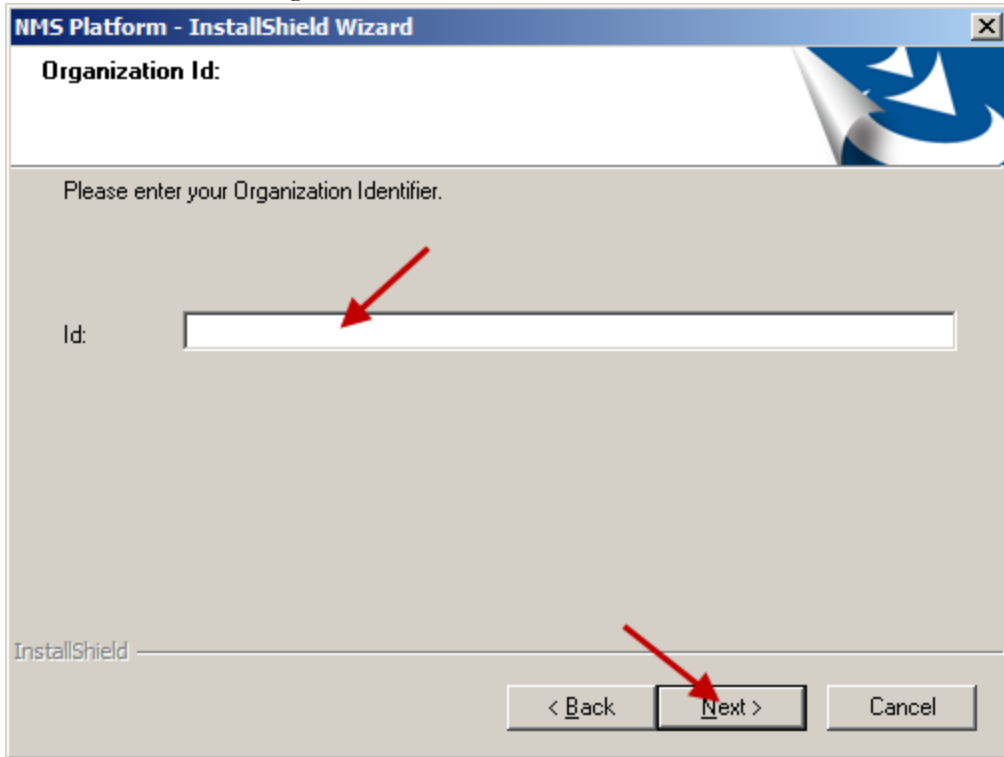 NMS Platform - InstallShield Wizard
Organization Id:
Please enter your Organization Identifier.
Id:
InstallShield
< Back Next > Cancel